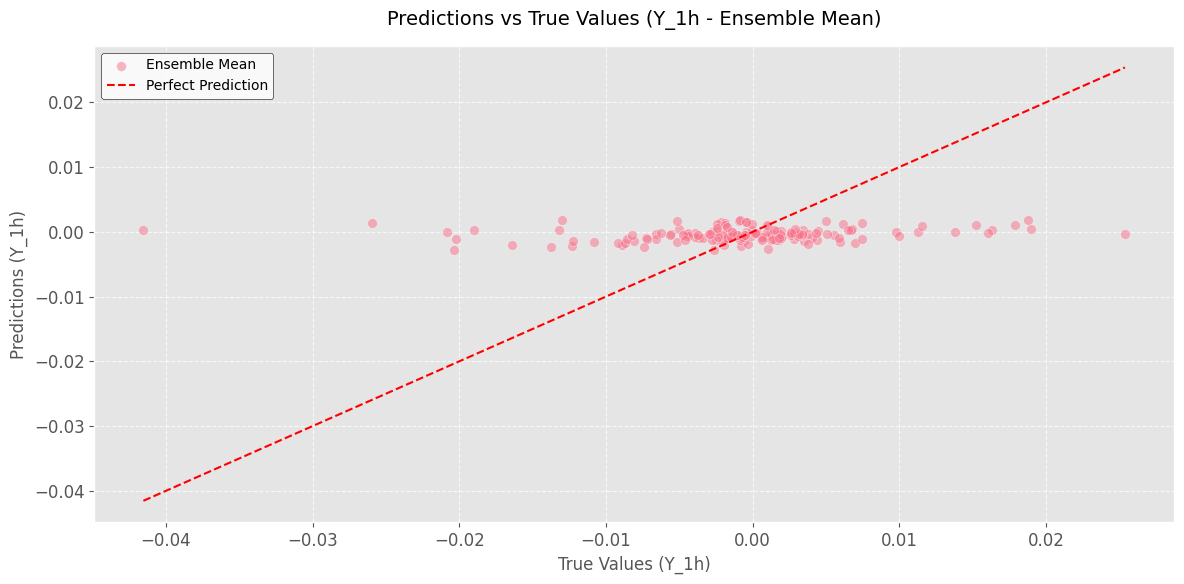 Predictions vs True Values (Y_1h - Ensemble Mean)
Ensemble Mean
Perfect Prediction
Predictions (Y_1h)
0.02
0.01
0.00
−0.01
−0.02
−0.03
−0.04
−0.04
−0.03
−0.02
−0.01
0.00
0.01
0.02
True Values (Y_1h)